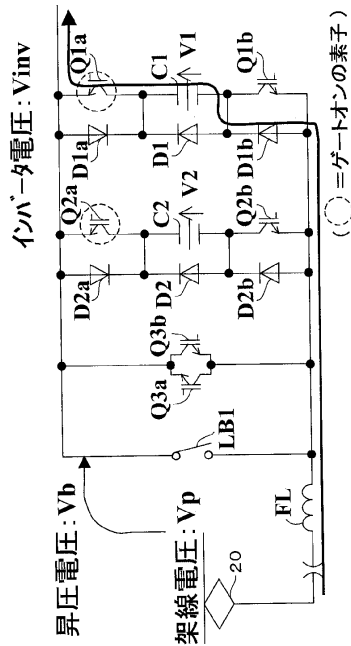 インバータ電圧:Vinv
昇圧電圧:Vb
架線電圧:Vp
20
FL
LB1
Q3a
Q3b
D2a
Q2a
D2
C2
V2
D2b
Q2b
D1a
Q1a
D1
C1
V1
D1b
Q1b
( =ゲートオンの素子)